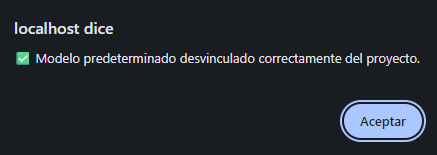 localhost dice
✅ Modelo predeterminado desvinculado correctamente del proyecto.
Aceptar